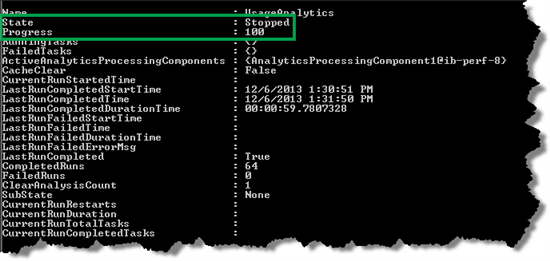 Name : UsageAnalytics
State : Stopped
Progress : 100
RunningTasks : {}
FailedTasks : {}
ActiveAnalyticsProcessingComponents : {AnalyticsProcessingComponent1@ib-perf-8}
CacheClear : False
CurrentRunStartedTime :
LastRunCompletedStartTime : 12/6/2013 1:30:51 PM
LastRunCompletedTime : 12/6/2013 1:31:50 PM
LastRunCompletedDurationTime : 00:00:59.7807328
LastRunFailedStartTime :
LastRunFailedTime :
LastRunFailedDurationTime :
LastRunFailedErrorMsg :
LastRunCompleted : True
CompletedRuns : 64
FailedRuns : 0
ClearAnalysisCount : 1
SubState : None
CurrentRunRestarts :
CurrentRunDuration :
CurrentRunTotalTasks :
CurrentRunCompletedTasks :